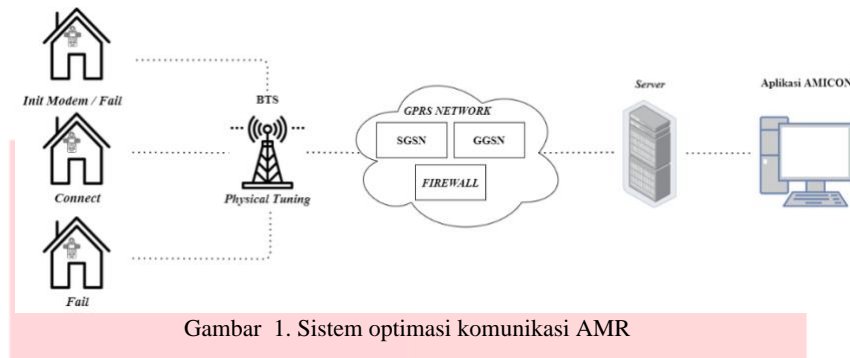 Init Modem / Fail
Connect
Fail
BTS
Physical Tuning
GPRS NETWORK
SGSN
GGSN
FIREWALL
Server
Aplikasi AMICON
Gambar 1. Sistem optimasi komunikasi AMR